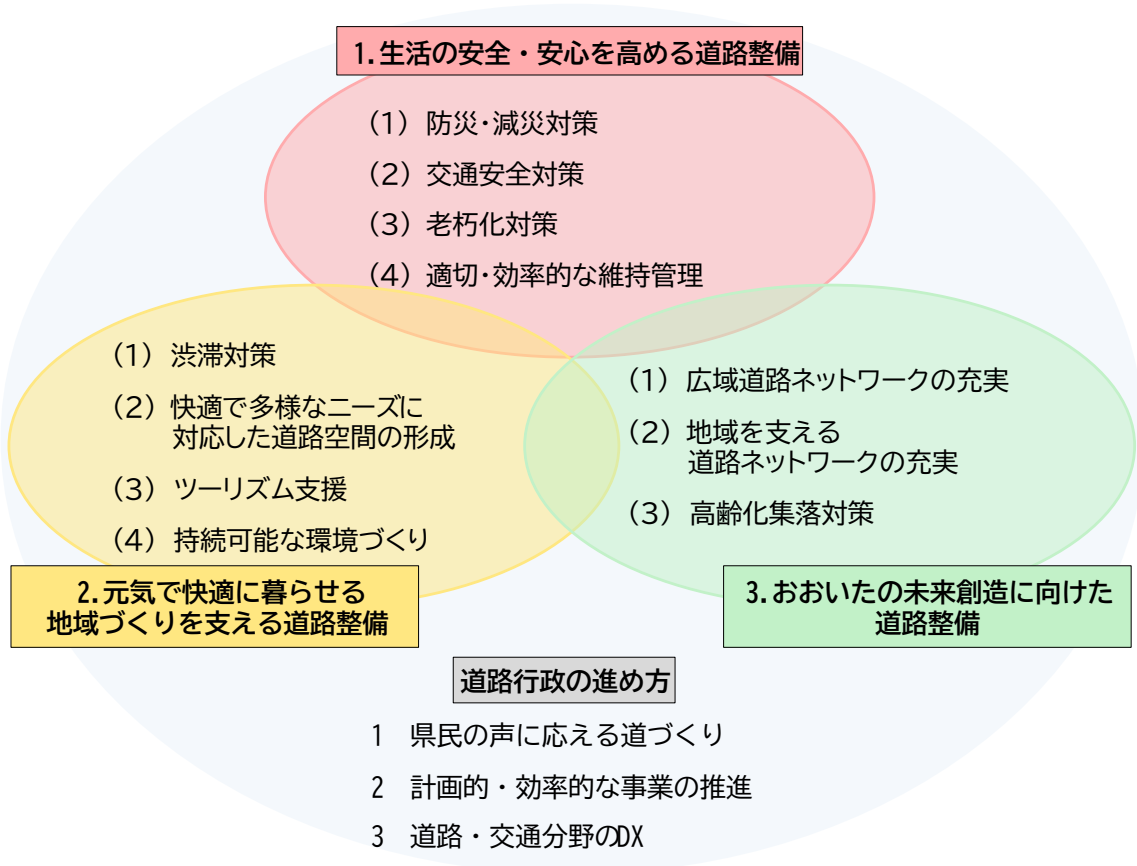 1.生活の安全・安心を高める道路整備
(1) 防災・減災対策
(2) 交通安全対策
(3) 老朽化対策
(4) 適切・効率的な維持管理
(1) 渋滞対策
(2) 快適で多様なニーズに
対応した道路空間の形成
(3) ツーリズム支援
(4) 持続可能な環境づくり
2.元気で快適に暮らせる
地域づくりを支える道路整備
(1) 広域道路ネットワークの充実
(2) 地域を支える
道路ネットワークの充実
(3) 高齢化集落対策
3.おおいたの未来創造に向けた
道路整備
道路行政の進め方
1 県民の声に応える道づくり
2 計画的・効率的な事業の推進
3 道路・交通分野のDX